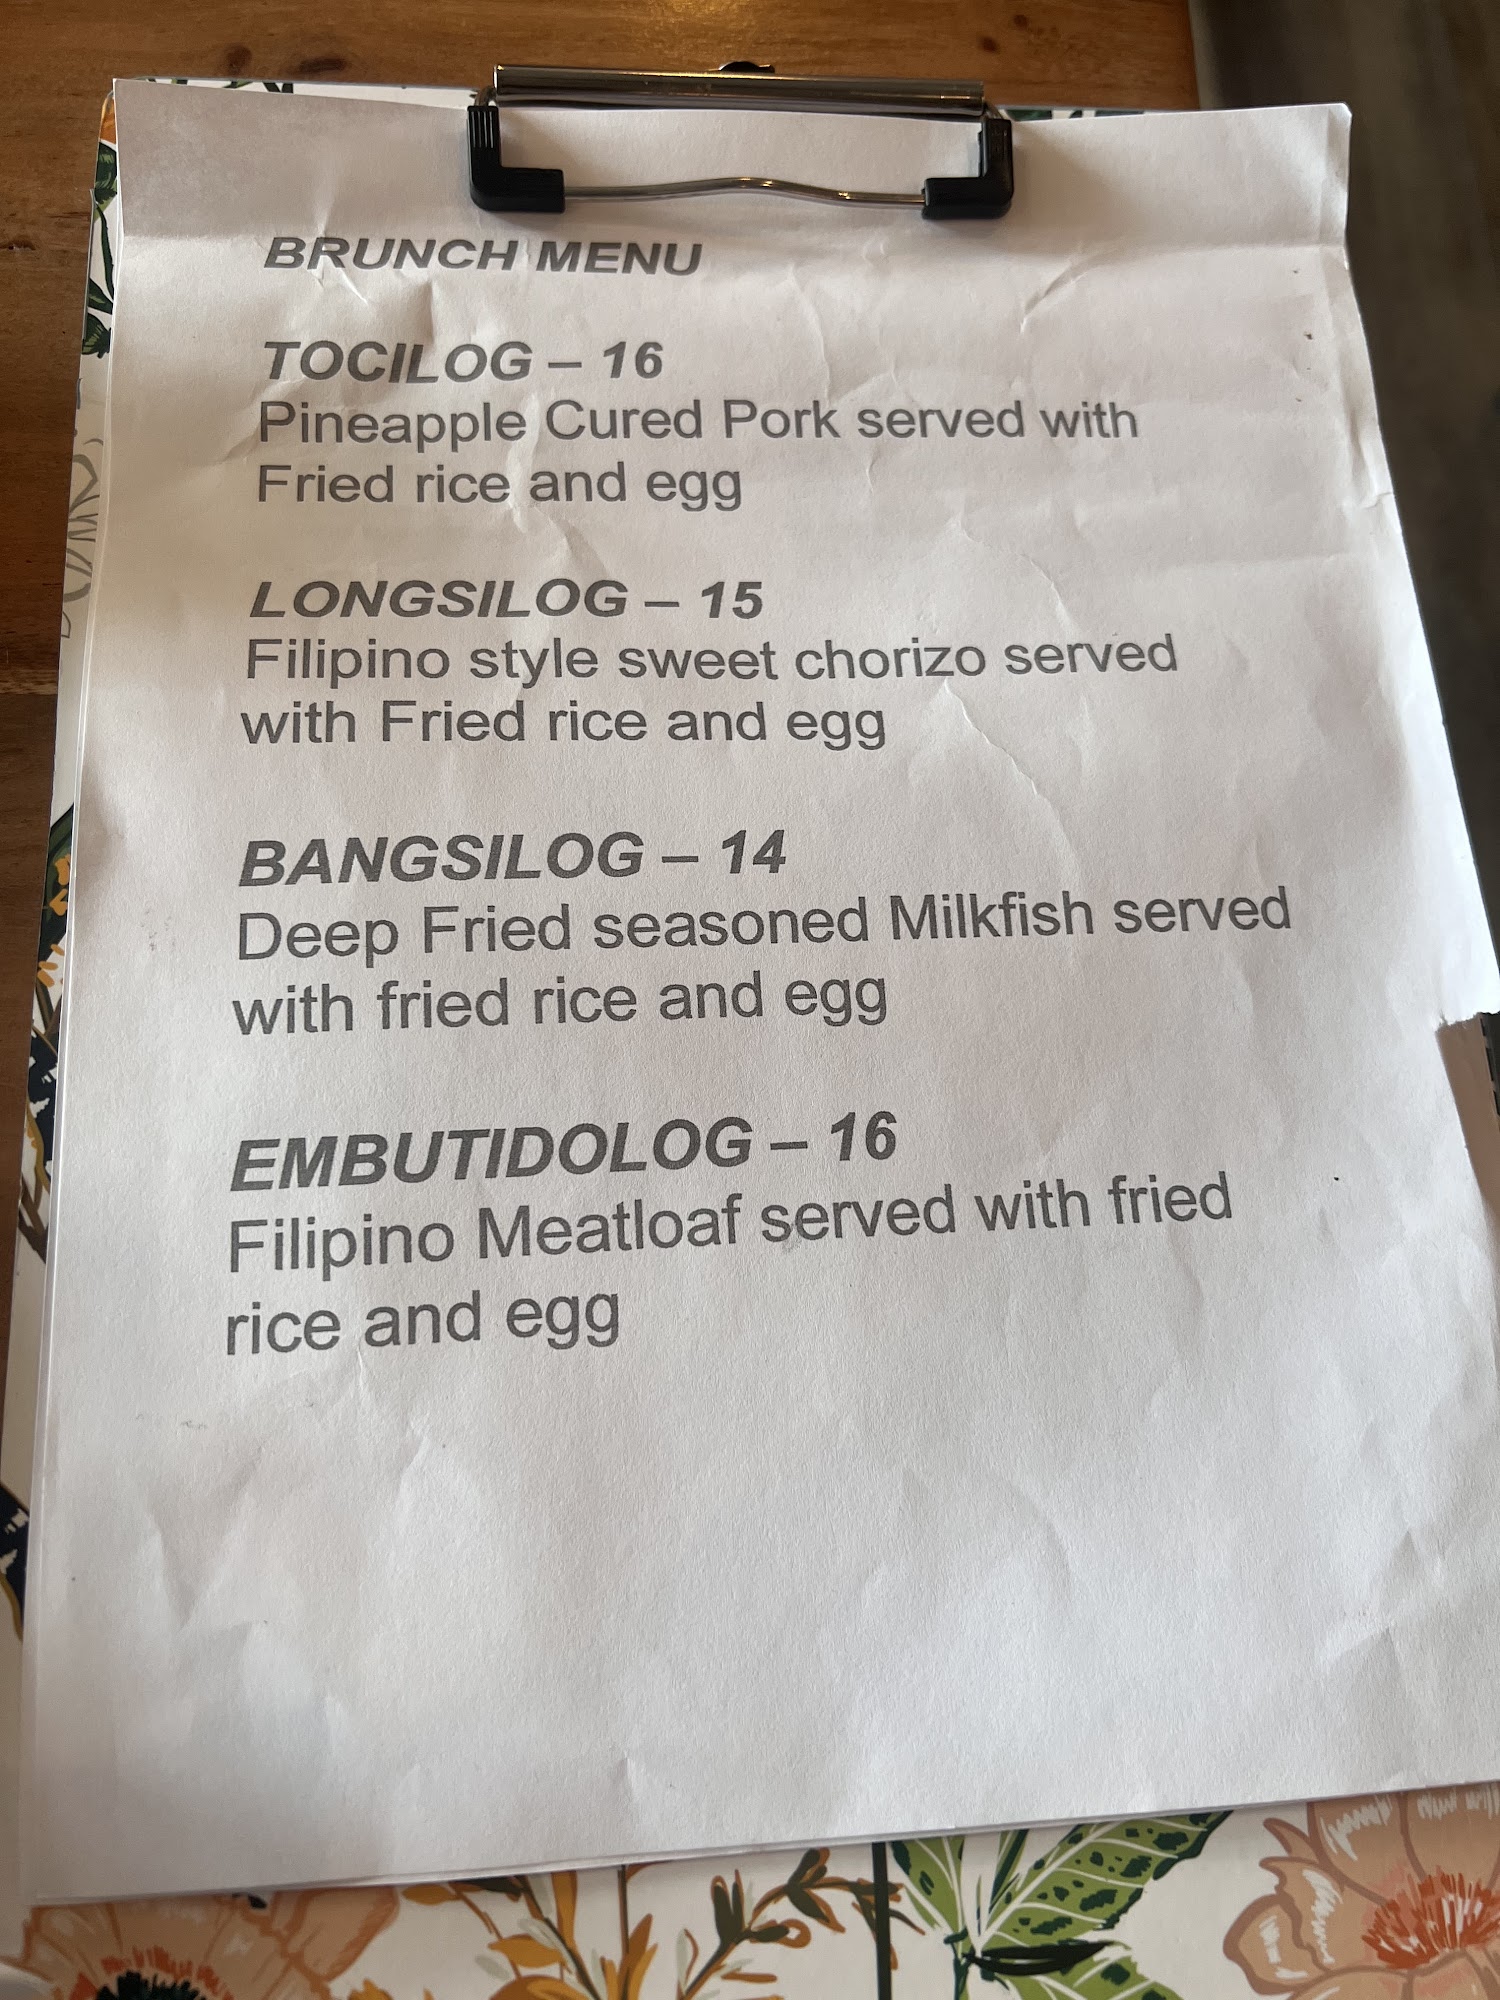 BRUNCH MENU
TOCILOG – 16
Pineapple Cured Pork served with
Fried rice and egg
LONGSILOG – 15
Filipino style sweet chorizo served
with Fried rice and egg
BANGSILOG – 14
Deep Fried seasoned Milkfish served
with fried rice and egg
EMBUTIDOLOG – 16
Filipino Meatloaf served with fried
rice and egg